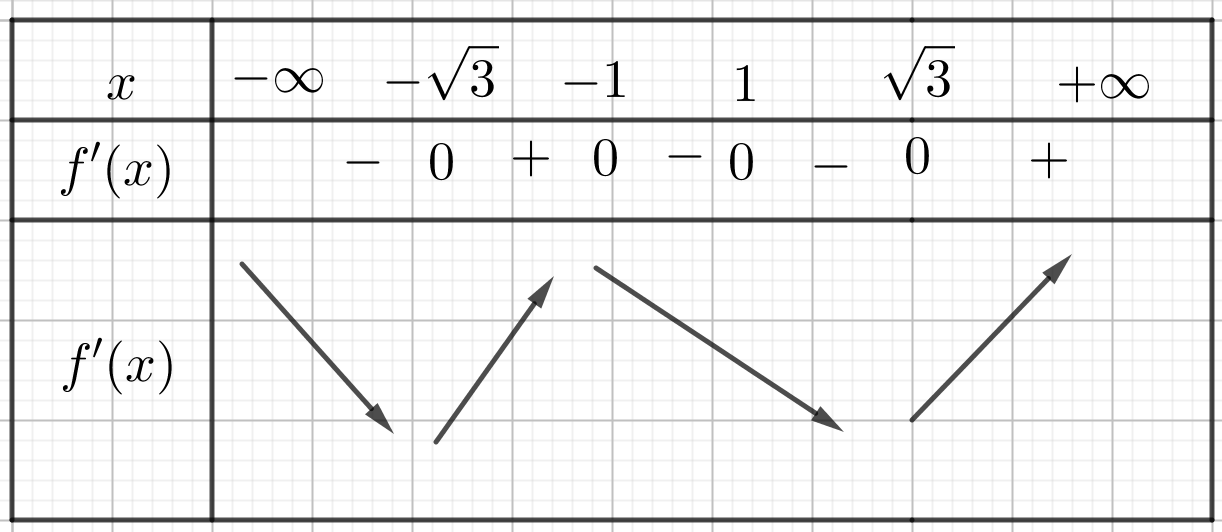 x −∞ −√3 −1 1 √3 +∞
f′(x) − 0 + 0 − 0 − 0 +
f′(x)